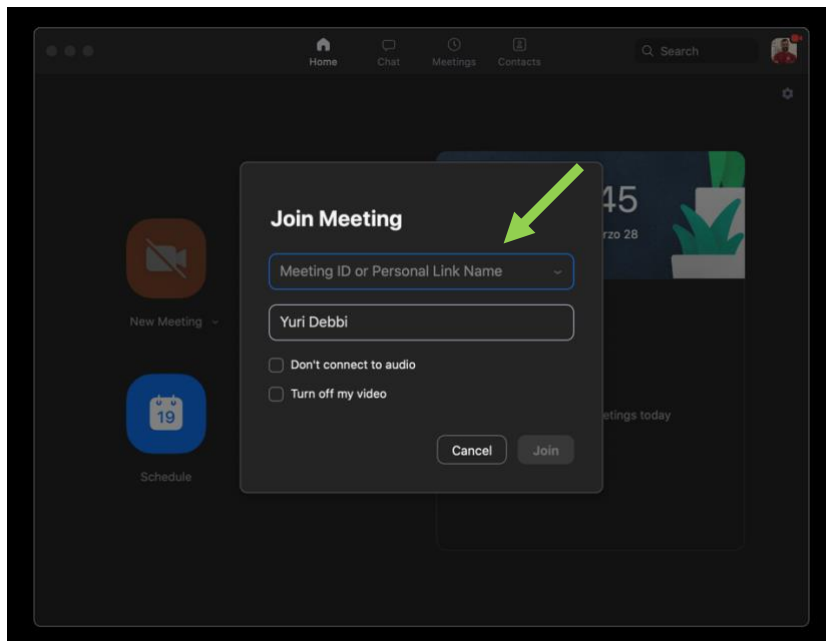 Home Chat Meetings Contacts Search
45
rzo 28
Join Meeting
Meeting ID or Personal Link Name
New Meeting
Yuri Debbi
Don't connect to audio
Turn off my video
19
etings today
Cancel Join
Schedule